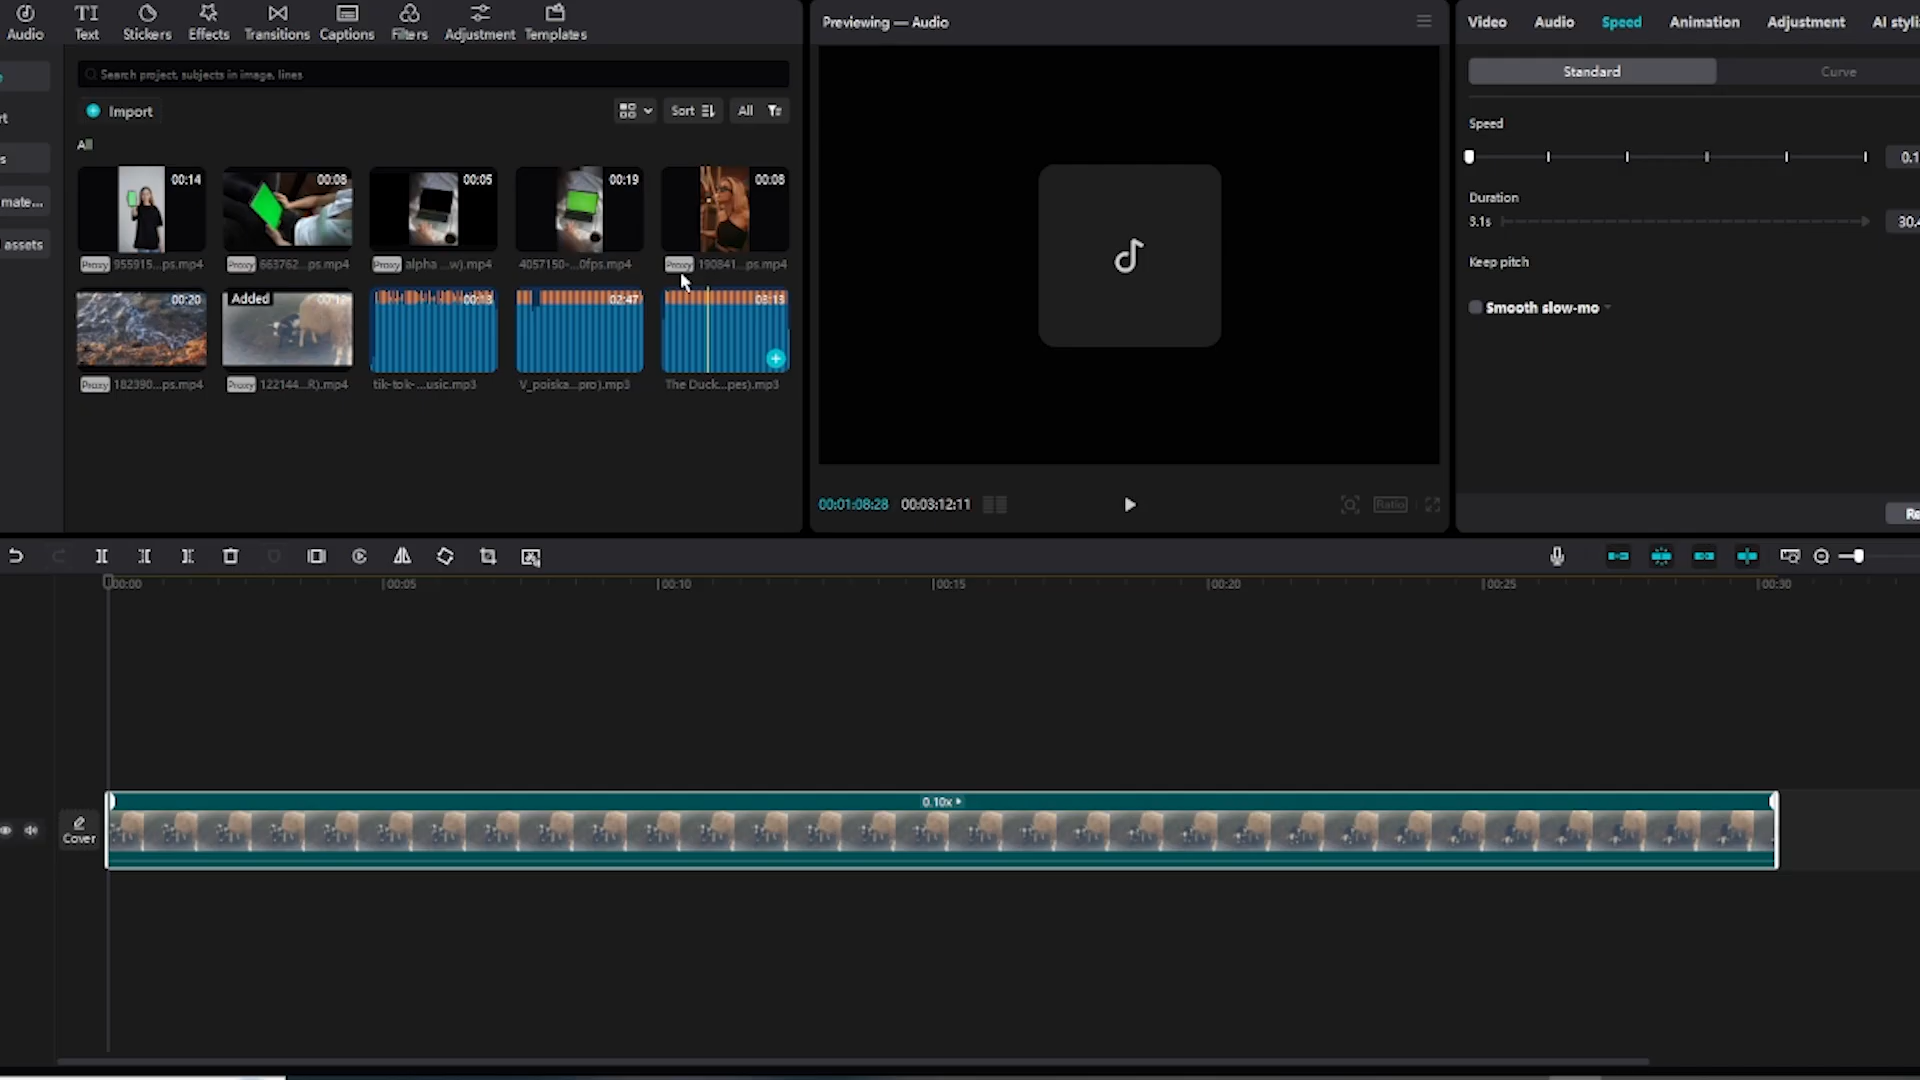 Audio Text Stickers Effects Transitions Captions Filters Adjustment Templates
Search project, subjects in image, lines
Import
Sort All
All
mate...
assets
00:14
00:08
00:05
00:19
00:08
Proxy 955915...ps.mp4
Proxy 663762...ps.mp4
Proxy alpha ...w).mp4
4057150-...0fps.mp4
Proxy 190841...ps.mp4
00:20
Added 00:12
00:13
02:47
03:13
Proxy 182390...ps.mp4
Proxy 122144...R).mp4
tik-tok-...usic.mp3
V_poiska...pro).mp3
The Duck...pes).mp3
Previewing — Audio
00:01:08:28 00:03:12:11
Ratio
Video Audio Speed Animation Adjustment AI styli
Standard Curve
Speed
0.1
Duration
3.1s
30.4
Keep pitch
Smooth slow-mo
Re
00:00 00:05 00:10 00:15 00:20 00:25 00:30
0.10x
Cover